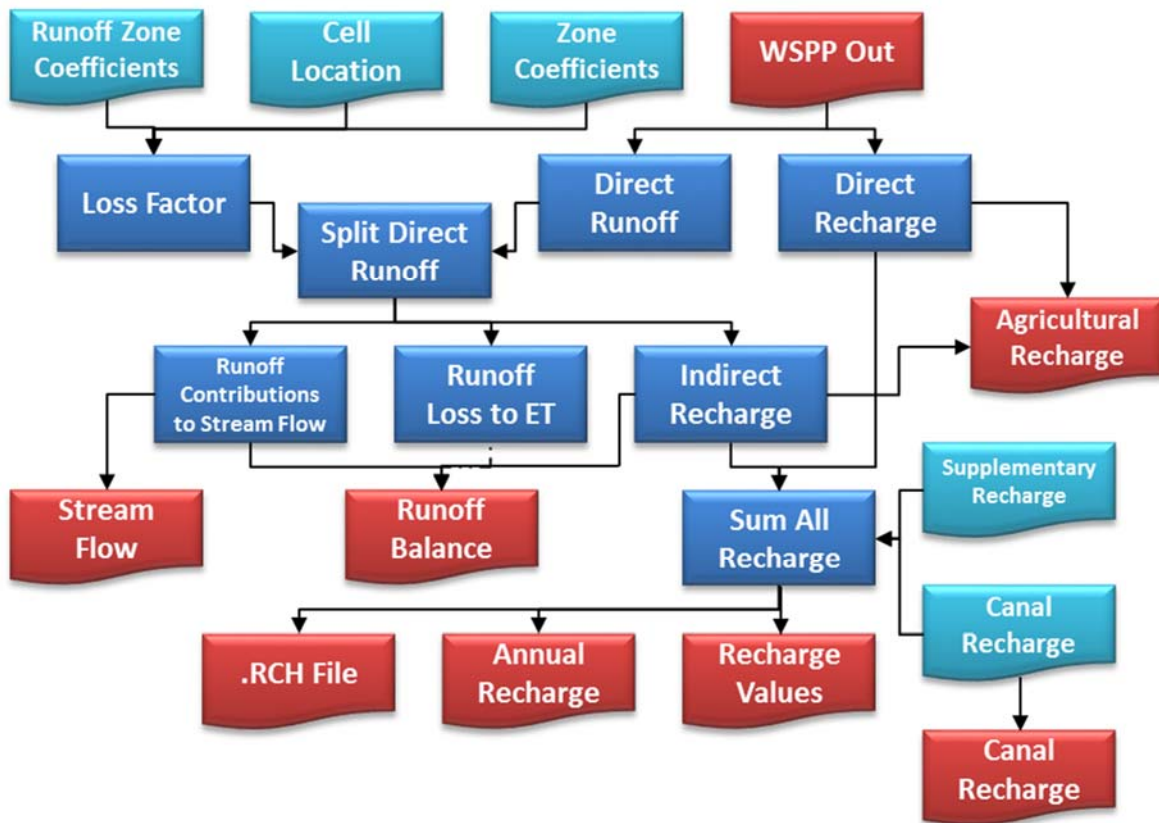 Runoff Zone
Coefficients
Cell
Location
Zone
Coefficients
WSPP Out
Loss Factor
Split Direct
Runoff
Direct
Runoff
Direct
Recharge
Agricultural
Recharge
Runoff
Contributions
to Stream Flow
Runoff
Loss to ET
Indirect
Recharge
Supplementary
Recharge
Stream
Flow
Runoff
Balance
Sum All
Recharge
Canal
Recharge
.RCH File
Annual
Recharge
Recharge
Values
Canal
Recharge